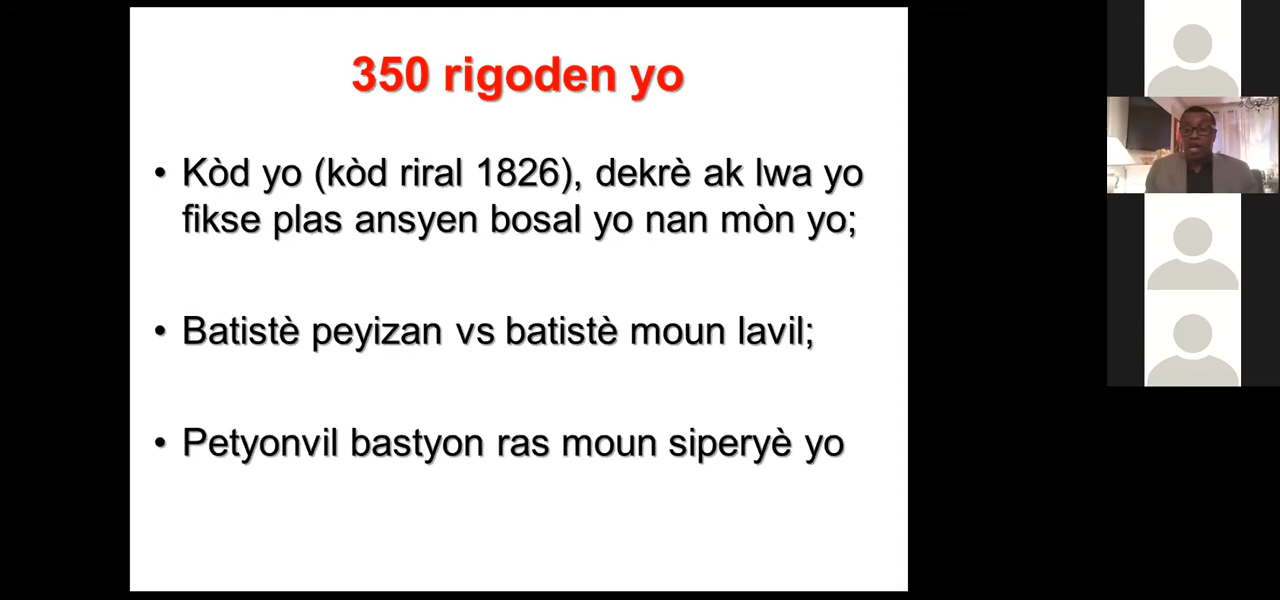 350 rigoden yo
• Kòd yo (kòd riral 1826), dekrè ak lwa yo
fikse plas ansyen bosal yo nan mòn yo;
• Batistè peyizan vs batistè moun lavil;
• Petyonvil bastyon ras moun siperyè yo